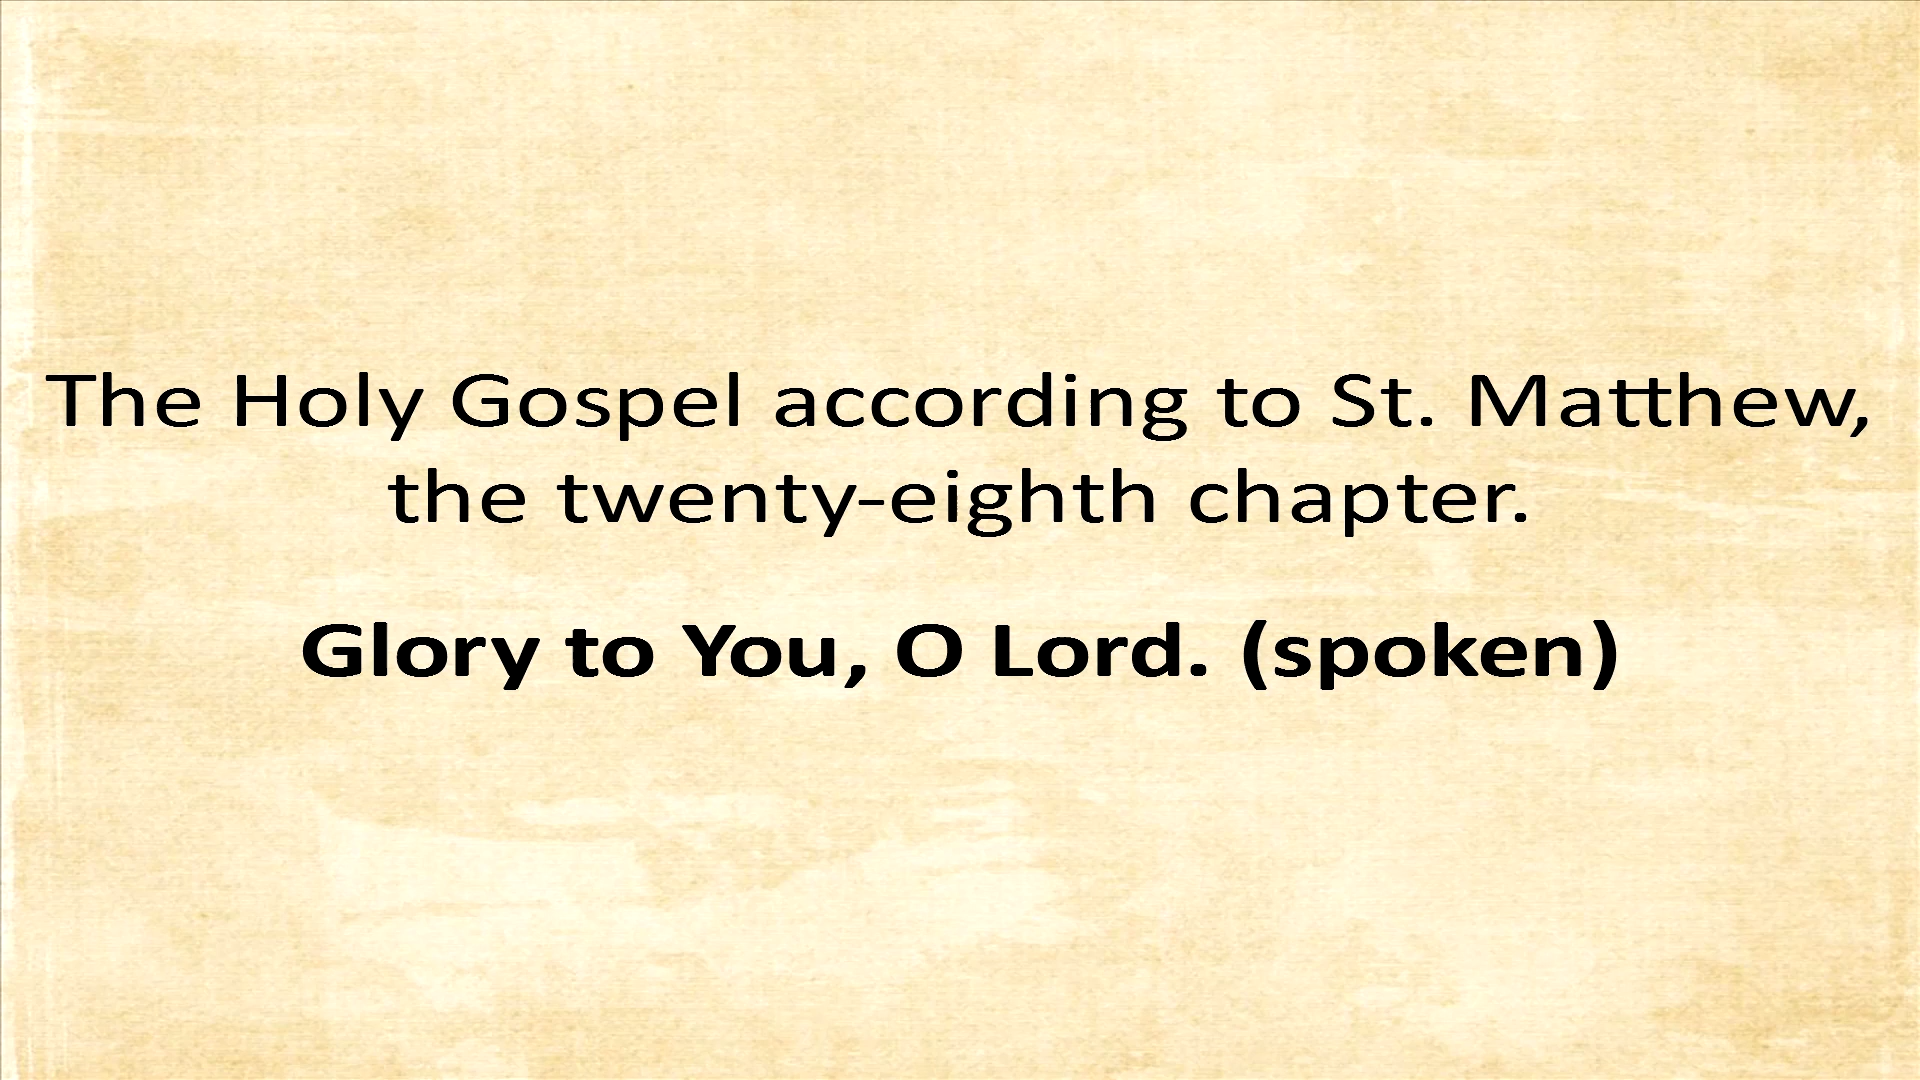 The Holy Gospel according to St. Matthew,
the twenty-eighth chapter.
Glory to You, O Lord. (spoken)